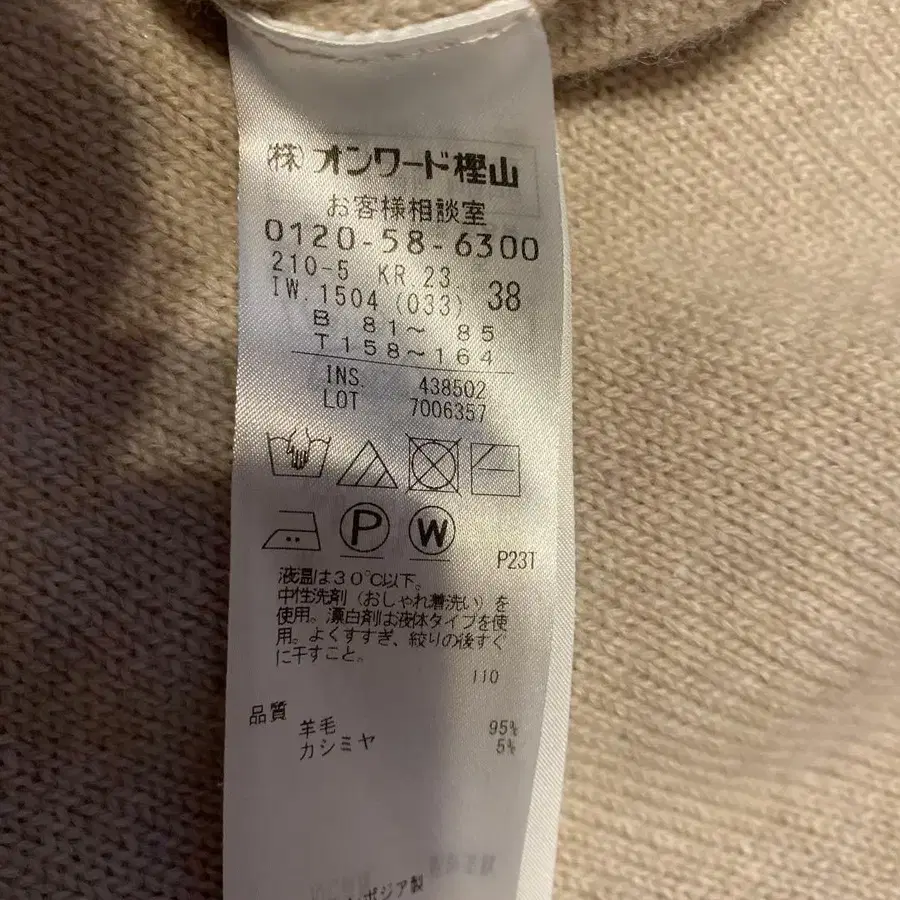 ㈱オンワード樫山
お客様相談室
0120-58-6300
210-5 KR.23
IW.1504 (033) 38
B 81～ 85
T158～164
INS. 438502
LOT 7006357
P W
P23T
液温は30℃以下。
中性洗剤（おしゃれ着洗い）を
使用。漂白剤は液体タイプを使
用。よくすすぎ、絞りの後すぐ
に干すこと。
110
品質
羊毛 95%
カシミヤ 5%
ボジア製